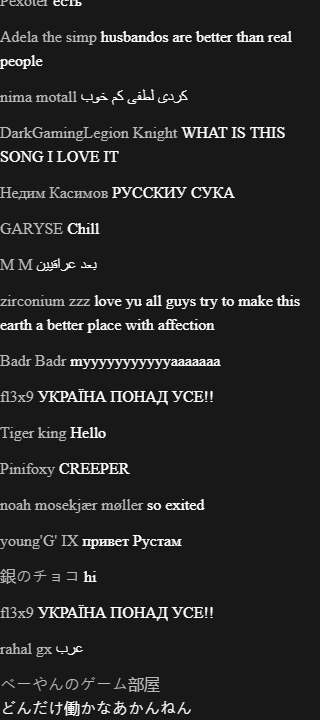 Pexoter есть
Adela the simp husbandos are better than real
people
nima motall کردی لطفی کم خوب
DarkGamingLegion Knight WHAT IS THIS
SONG I LOVE IT
Недим Касимов РУССКИУ СУКА
GARYSE Chill
M M بعد عراقيين
zirconium zzz love yu all guys try to make this
earth a better place with affection
Badr Badr myyyyyyyyyyyaaaaaaa
fl3x9 УКРАЇНА ПОНАД УСЕ!!
Tiger king Hello
Pinifoxy CREEPER
noah mosekjær møller so exited
young'G' IX привет Рустам
銀のチョコ hi
fl3x9 УКРАЇНА ПОНАД УСЕ!!
rahal gx عرب
べーやんのゲーム部屋
どんだけ働かなあかんねん